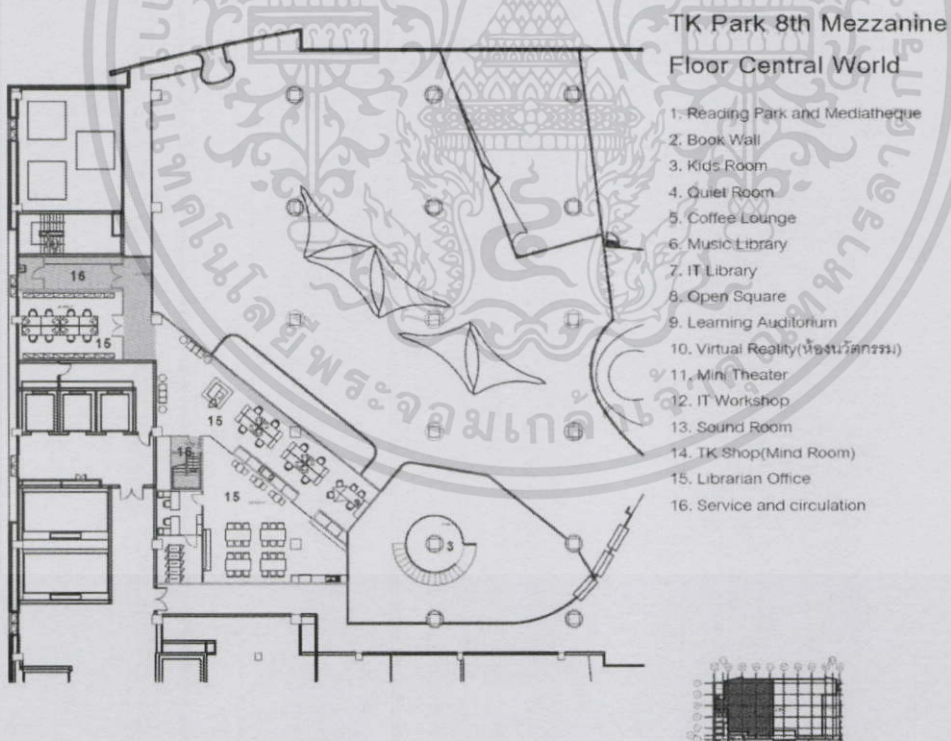 TK Park 8th Mezzanine
Floor Central World
1. Reading Park and Mediatheque
2. Book Wall
3. Kids Room
4. Quiet Room
5. Coffee Lounge
6. Music Library
7. IT Library
8. Open Square
9. Learning Auditorium
10. Virtual Reality(ห้องนวัตกรรม)
11. Mini Theater
12. IT Workshop
13. Sound Room
14. TK Shop(Mind Room)
15. Librarian Office
16. Service and circulation
16
15
15
16
15
3